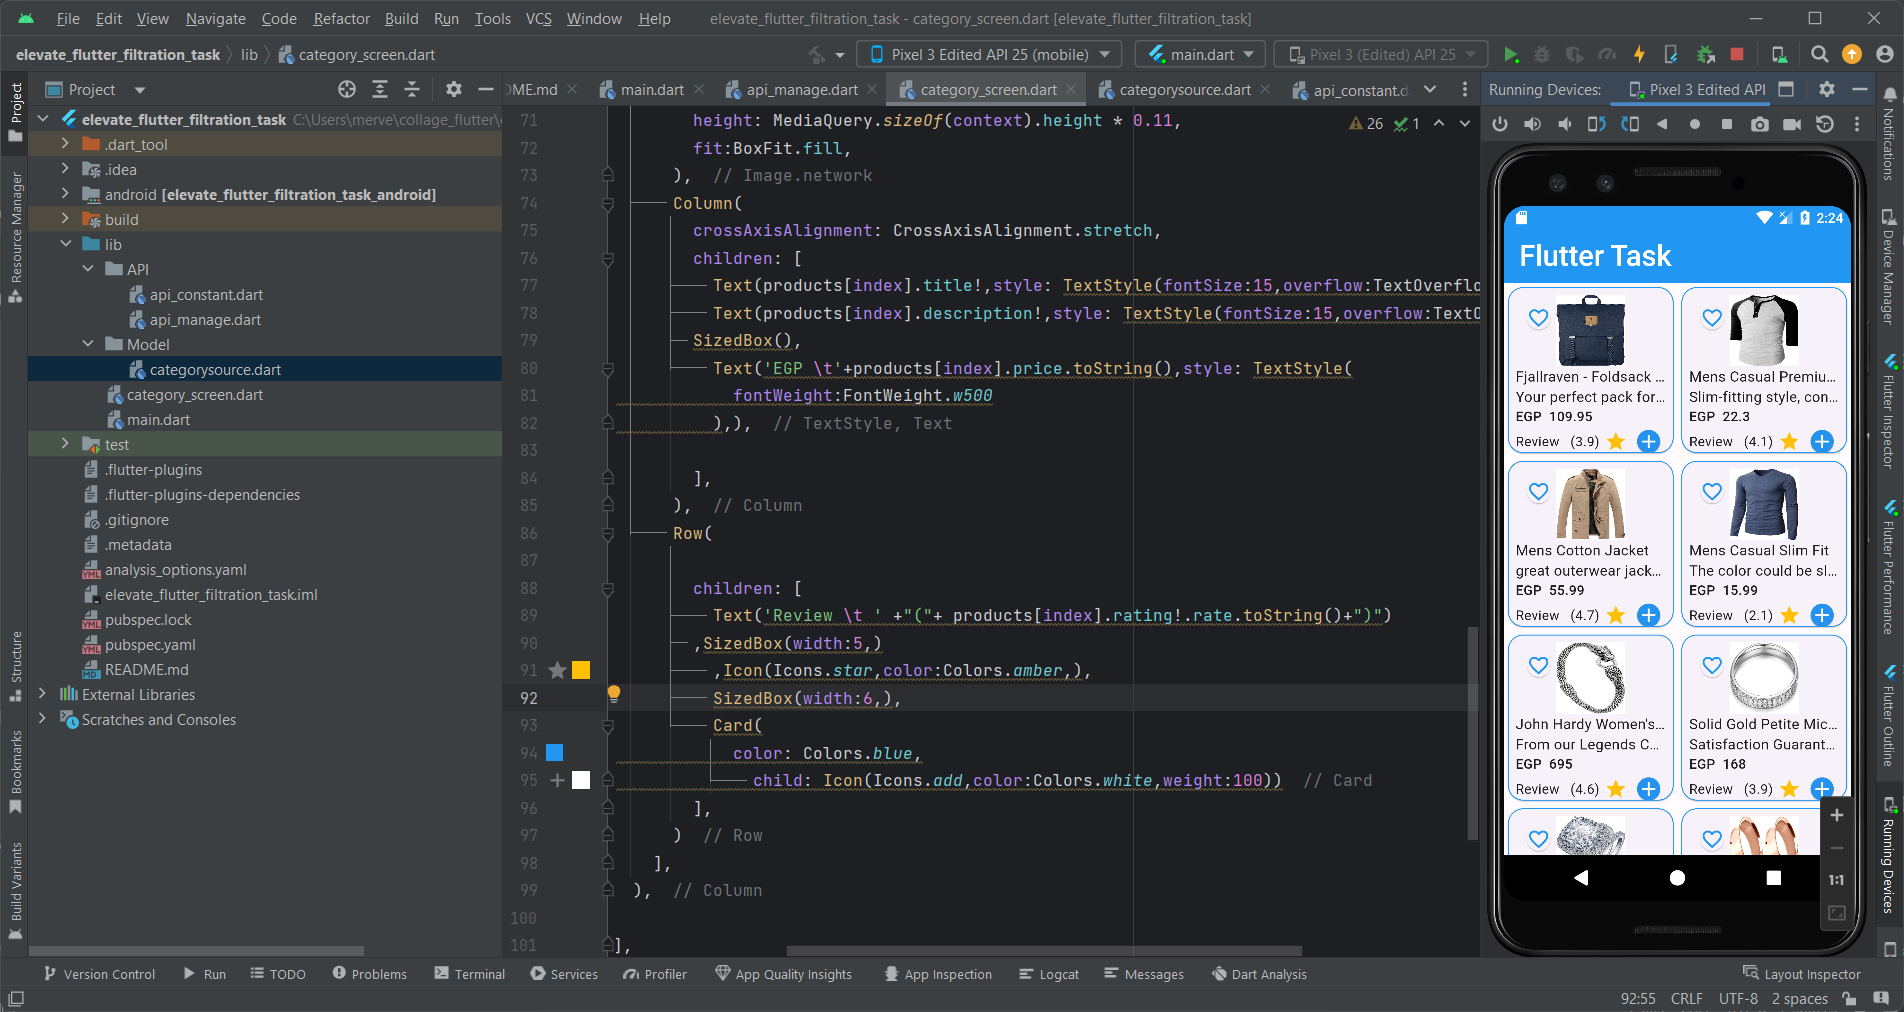 File Edit View Navigate Code Refactor Build Run Tools VCS Window Help elevate_flutter_filtration_task - category_screen.dart [elevate_flutter_filtration_task]
elevate_flutter_filtration_task lib category_screen.dart Pixel 3 Edited API 25 (mobile) main.dart Pixel 3 (Edited) API 25
Project
DME.md main.dart api_manage.dart category_screen.dart categorysource.dart api_constant.d
Running Devices: Pixel 3 Edited API
Project
Resource Manager
Structure
Bookmarks
Build Variants
elevate_flutter_filtration_task C:\Users\merve\collage_flutter\
.dart_tool
.idea
android [elevate_flutter_filtration_task_android]
build
lib
API
api_constant.dart
api_manage.dart
Model
categorysource.dart
category_screen.dart
main.dart
test
.flutter-plugins
.flutter-plugins-dependencies
.gitignore
.metadata
analysis_options.yaml
elevate_flutter_filtration_task.iml
pubspec.lock
pubspec.yaml
README.md
External Libraries
Scratches and Consoles
26 1
71 height: MediaQuery.sizeOf(context).height * 0.11,
72 fit:BoxFit.fill,
73 ), // Image.network
74 Column(
75 crossAxisAlignment: CrossAxisAlignment.stretch,
76 children: [
77 Text(products[index].title!,style: TextStyle(fontSize:15,overflow:TextOverflo
78 Text(products[index].description!,style: TextStyle(fontSize:15,overflow:TextO
79 SizedBox(),
80 Text('EGP \t'+products[index].price.toString(),style: TextStyle(
81 fontWeight:FontWeight.w500
82 ),), // TextStyle, Text
83
84 ],
85 ), // Column
86 Row(
87
88 children: [
89 Text('Review \t ' +"("+ products[index].rating!.rate.toString()+")")
90 ,SizedBox(width:5,)
91 ,Icon(Icons.star,color:Colors.amber,),
92 SizedBox(width:6,),
93 Card(
94 color: Colors.blue,
95 child: Icon(Icons.add,color:Colors.white,weight:100)) // Card
96 ],
97 ) // Row
98 ],
99 ), // Column
100
101 ],
2:24
Flutter Task
Fjallraven - Foldsack ...
Your perfect pack for...
EGP 109.95
Review (3.9)
Mens Casual Premiu...
Slim-fitting style, con...
EGP 22.3
Review (4.1)
Mens Cotton Jacket
great outerwear jack...
EGP 55.99
Review (4.7)
Mens Casual Slim Fit
The color could be sl...
EGP 15.99
Review (2.1)
John Hardy Women's...
From our Legends C...
EGP 695
Review (4.6)
Solid Gold Petite Mic...
Satisfaction Guarant...
EGP 168
Review (3.9)
1:1
Notifications
Device Manager
Flutter Inspector
Flutter Performance
Flutter Outline
Running Devices
Version Control Run TODO Problems Terminal Services Profiler App Quality Insights App Inspection Logcat Messages Dart Analysis Layout Inspector
92:55 CRLF UTF-8 2 spaces